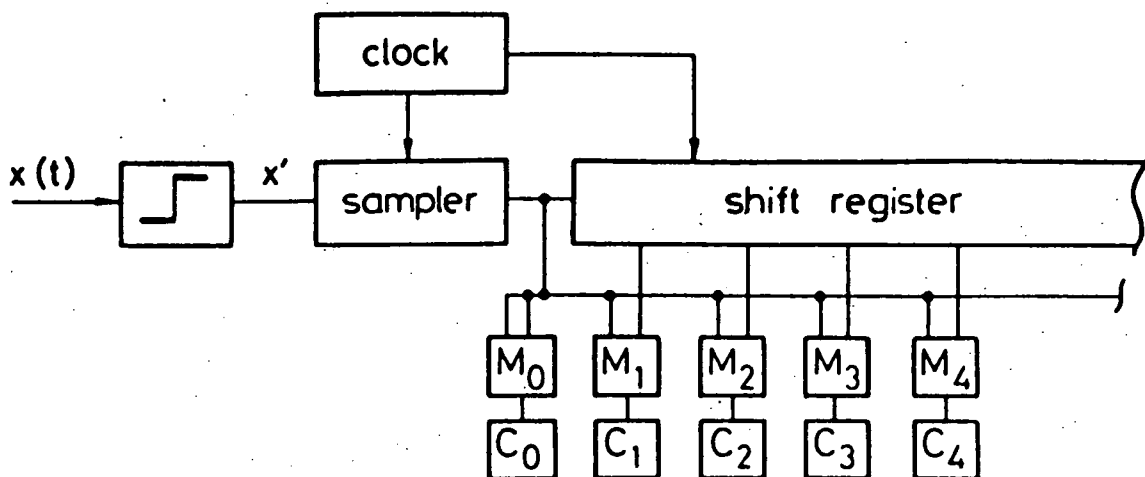 clock
x(t)
x'
sampler
shift register
M0 M1 M2 M3 M4
C0 C1 C2 C3 C4